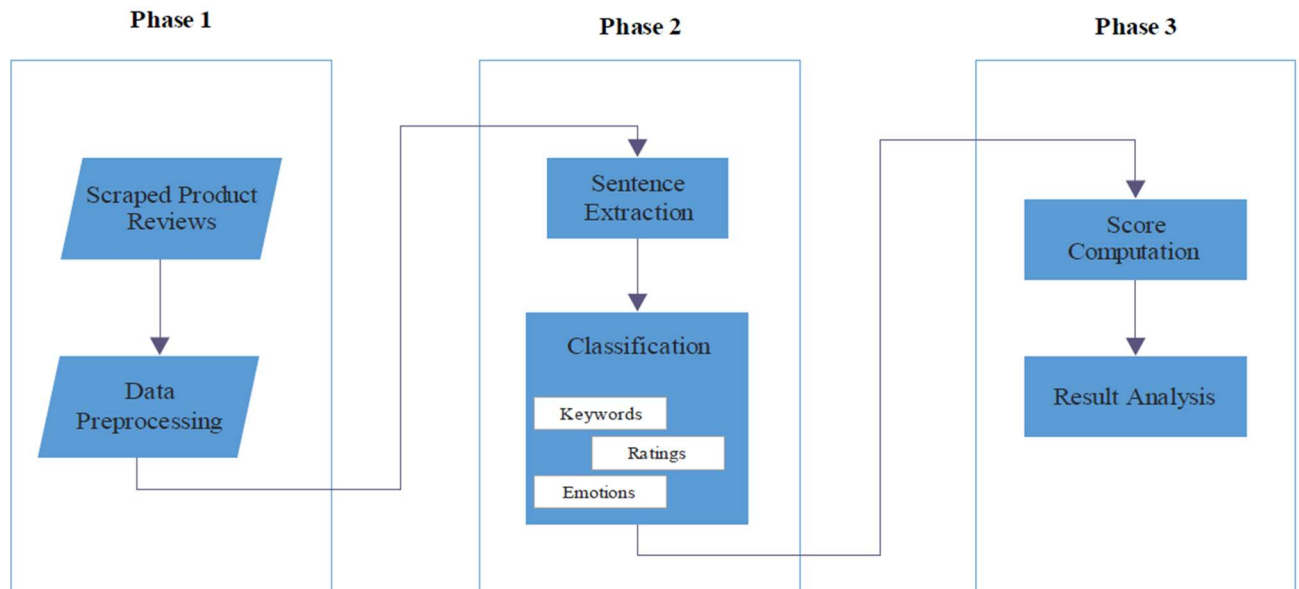 Phase 1
Scraped Product
Reviews
Data
Preprocessing
Phase 2
Sentence
Extraction
Classification
Keywords
Ratings
Emotions
Phase 3
Score
Computation
Result Analysis